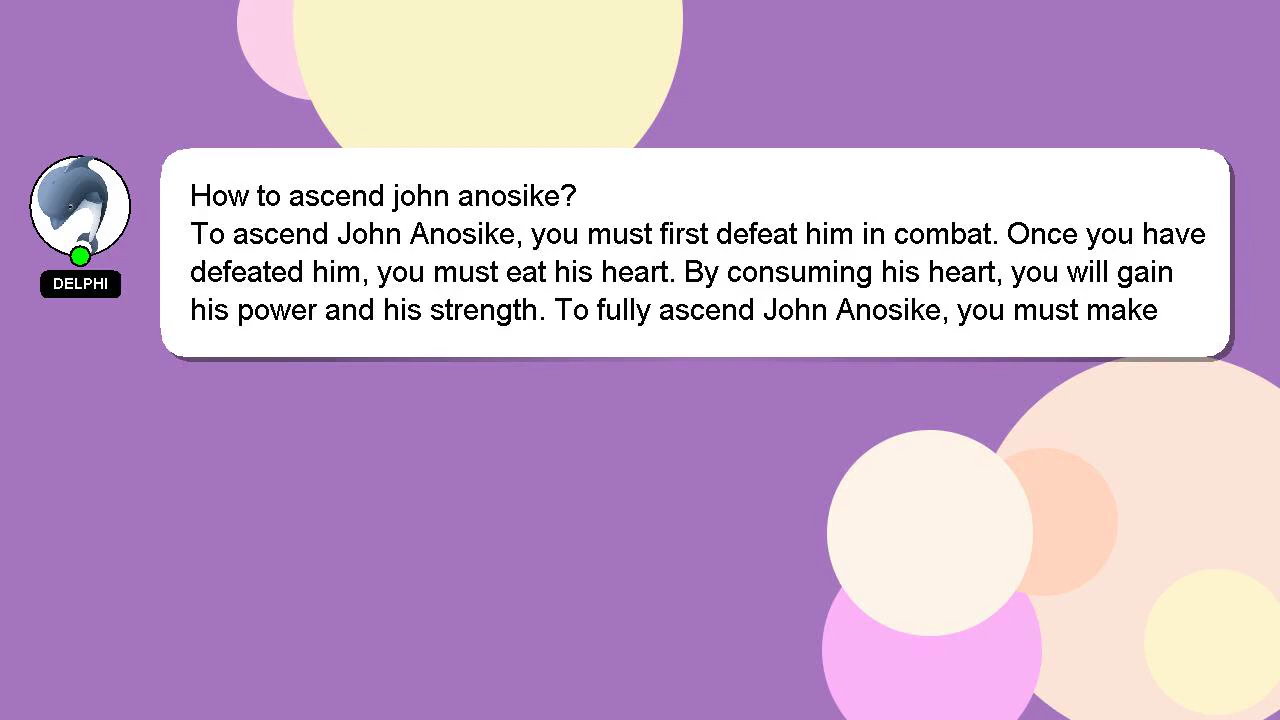 How to ascend john anosike?
To ascend John Anosike, you must first defeat him in combat. Once you have
defeated him, you must eat his heart. By consuming his heart, you will gain
his power and his strength. To fully ascend John Anosike, you must make
DELPHI